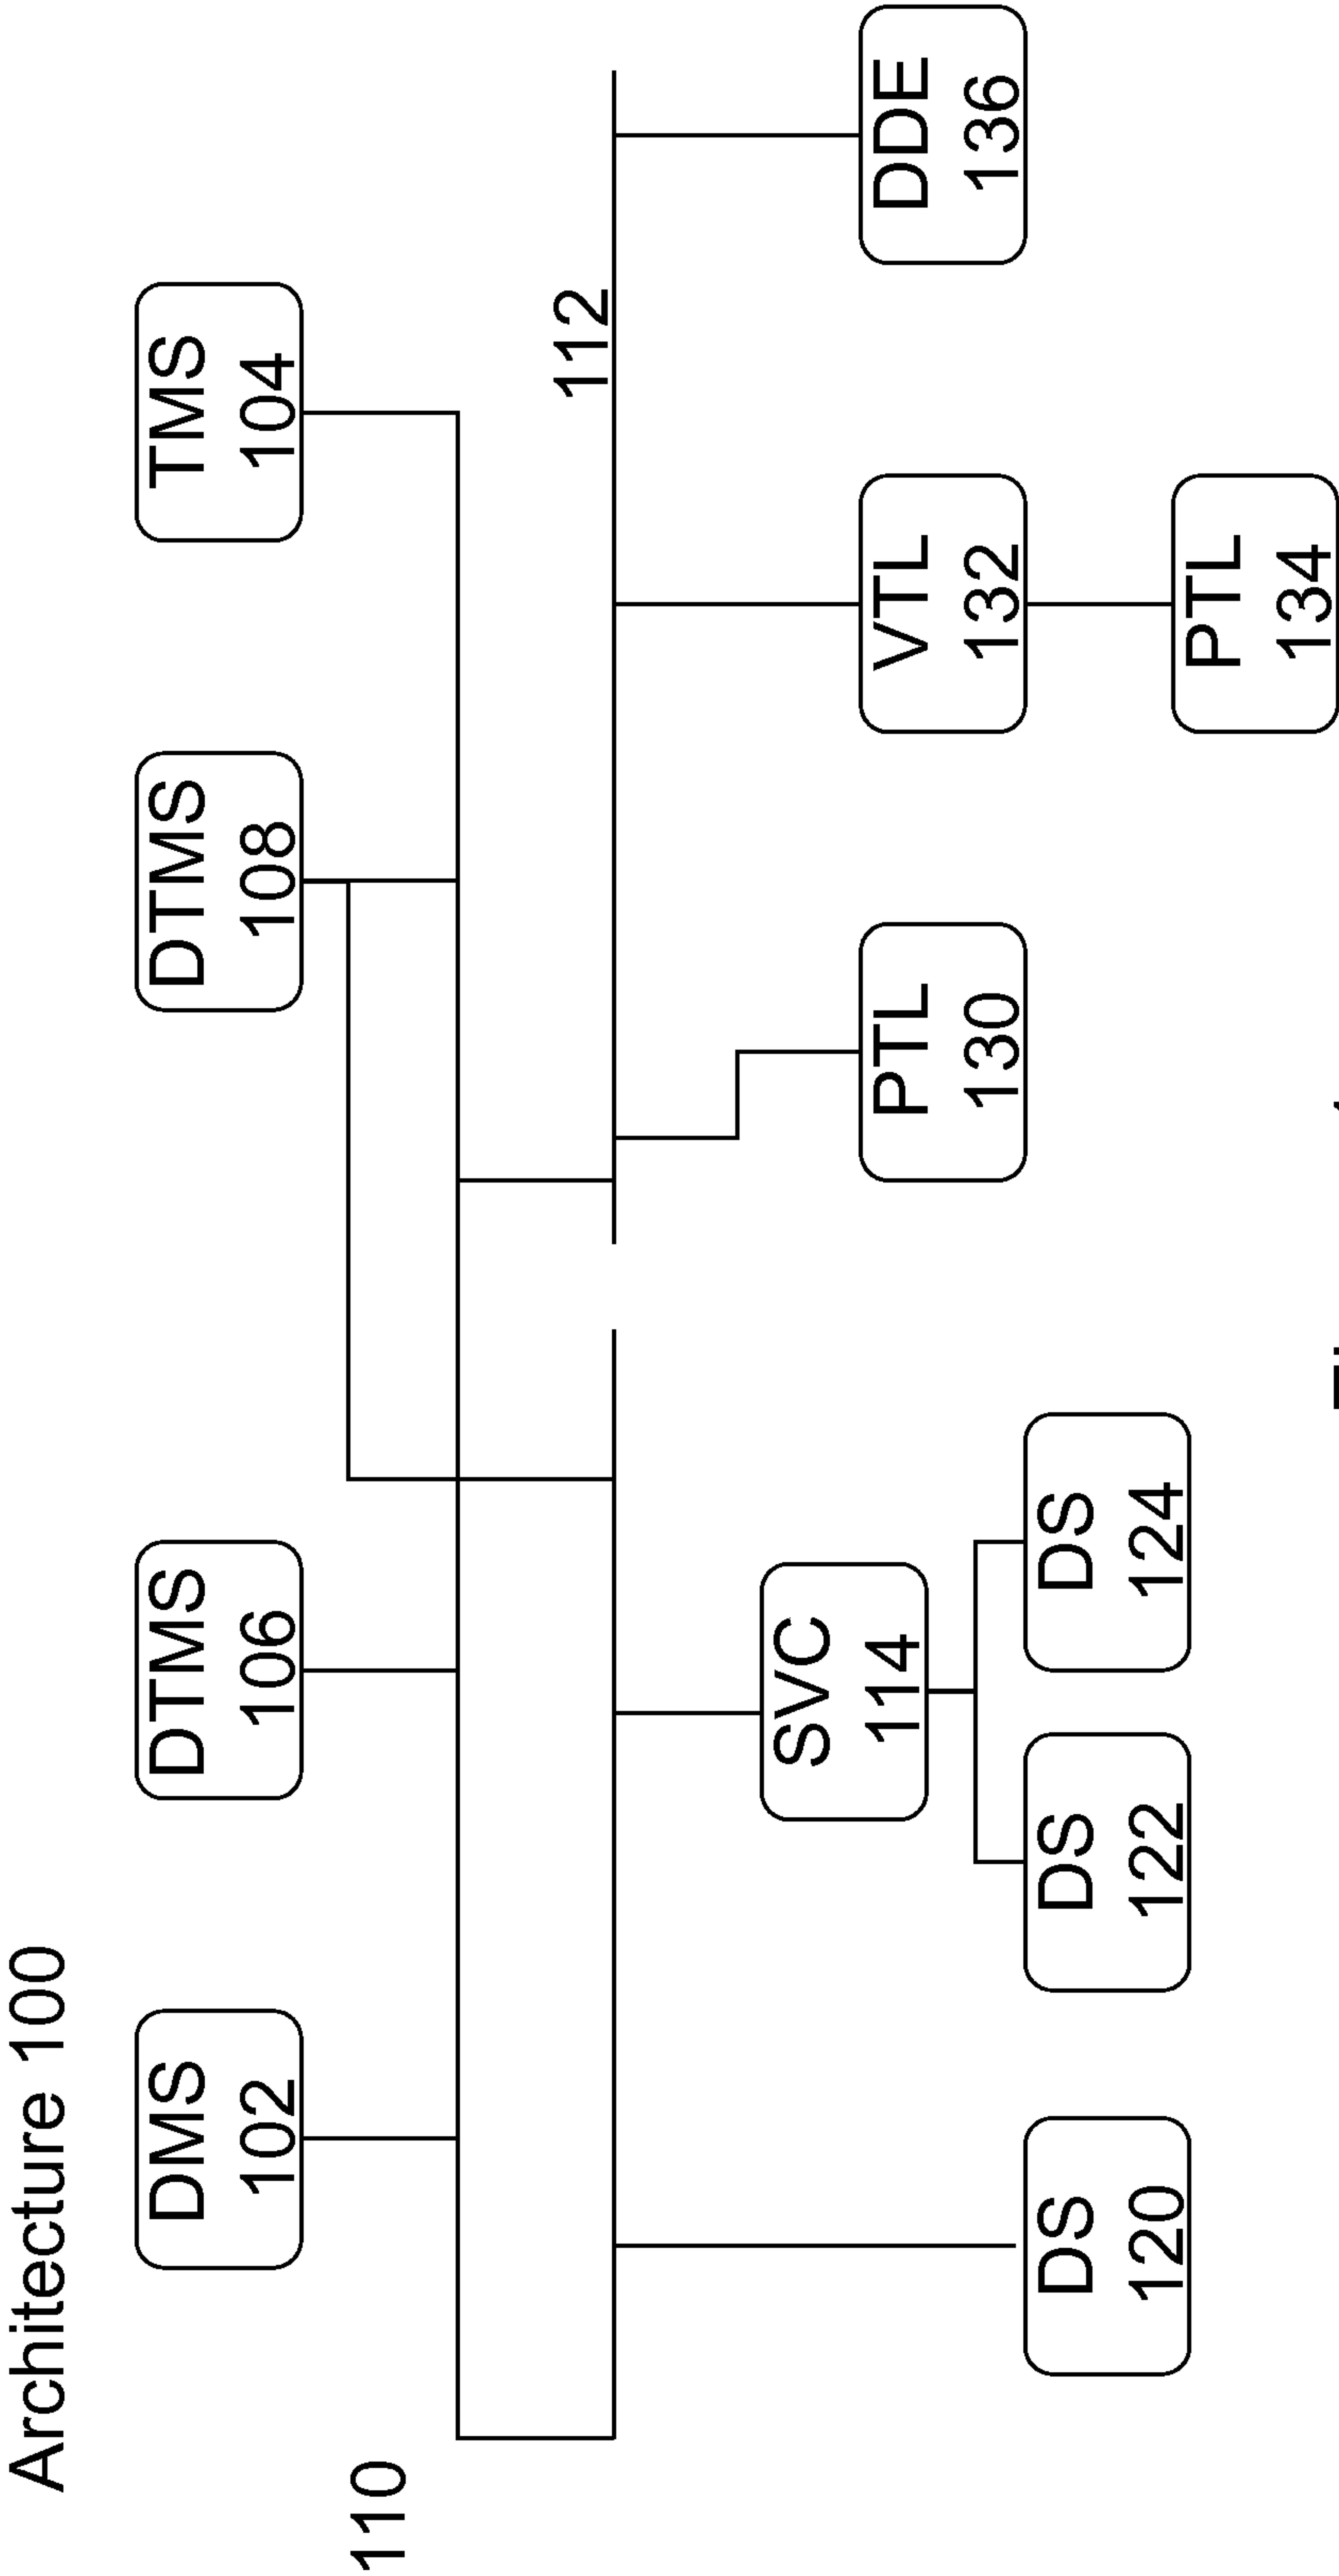 Architecture 100
DMS
102
DTMS
106
DTMS
108
TMS
104
110
112
SVC
114
PTL
130
VTL
132
DDE
136
DS
120
DS
122
DS
124
PTL
134